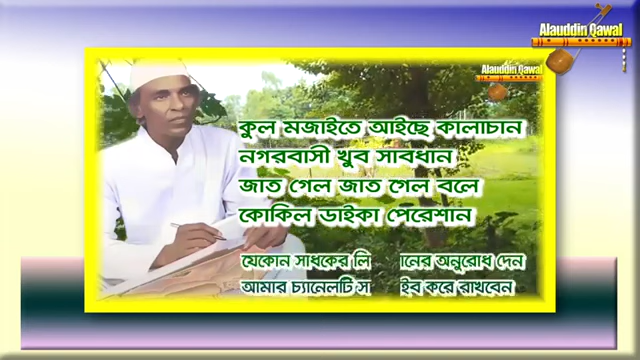 Alauddin Qawal
Alauddin Qawal
কুল মজাইতে আইছে কালাচান
নগরবাসী খুব সাবধান
জাত গেল জাত গেল বলে
কোকিল ডাইকা পেরেশান
যেকোন সাধকের লি নের অনুরোধ দেন
আমার চ্যানেলটি স ইব করে রাখবেন